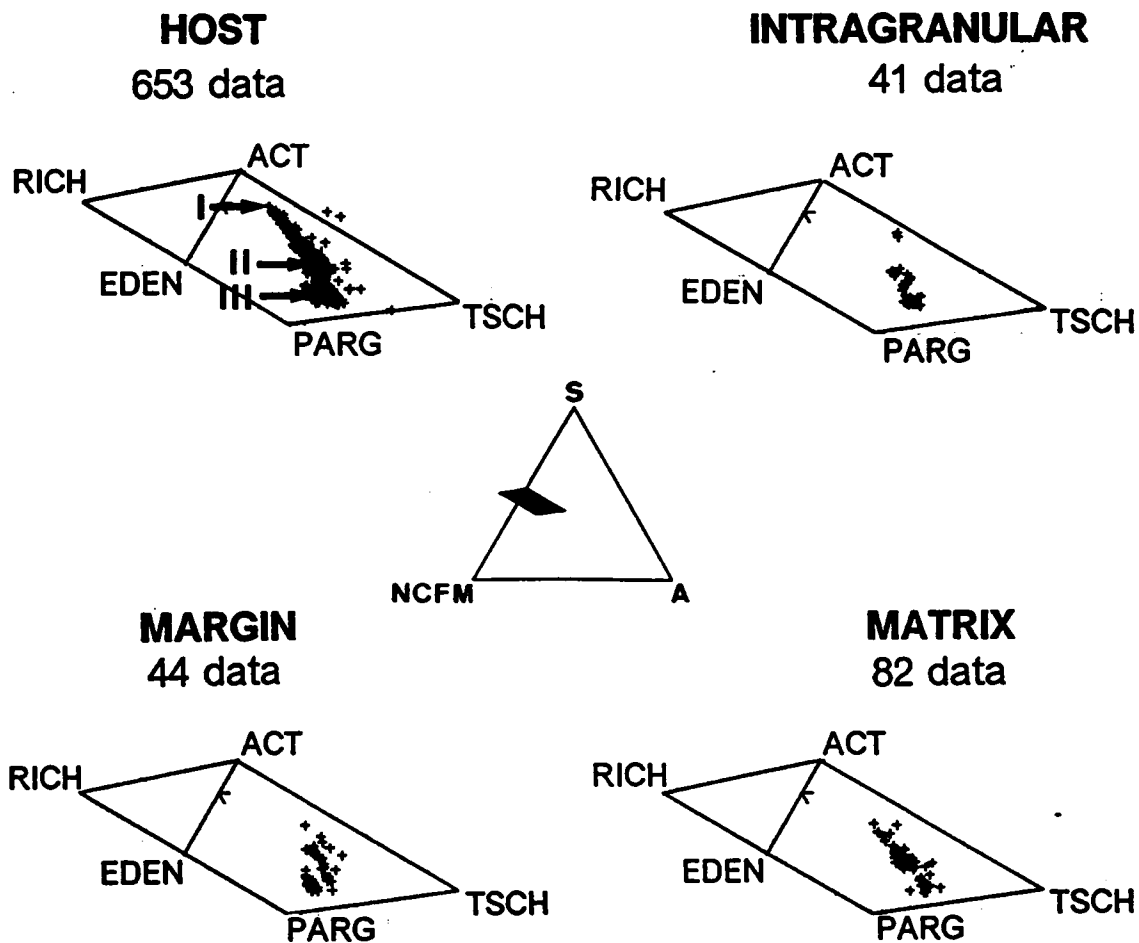 HOST
653 data
INTRAGRANULAR
41 data
ACT
RICH
I
II
III
EDEN
TSCH
PARG
ACT
RICH
EDEN
TSCH
PARG
S
NCFM
A
MARGIN
44 data
MATRIX
82 data
ACT
RICH
EDEN
TSCH
PARG
ACT
RICH
EDEN
TSCH
PARG